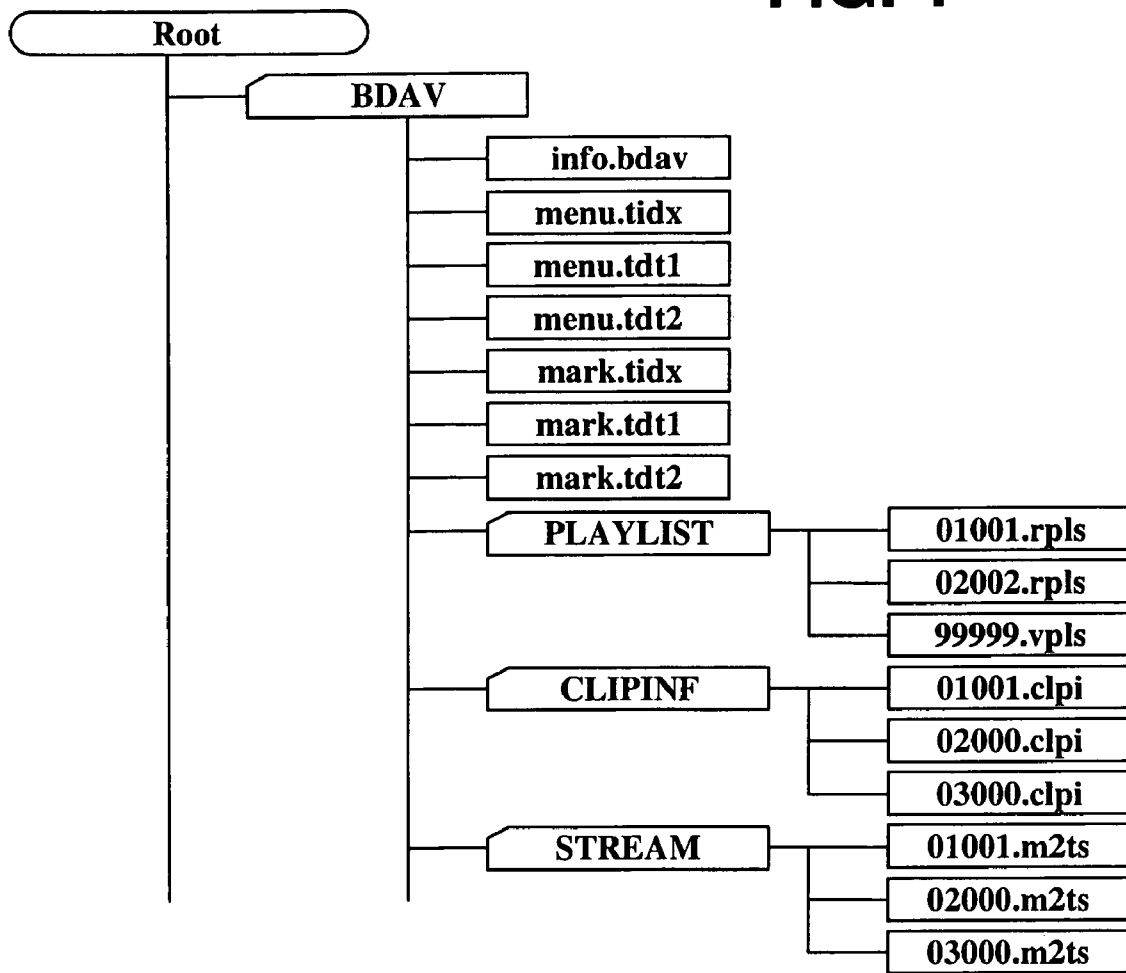 Root
BDAV
info.bdav
menu.tidx
menu.tdt1
menu.tdt2
mark.tidx
mark.tdt1
mark.tdt2
PLAYLIST
01001.rpls
02002.rpls
99999.vpls
CLIPINF
01001.clpi
02000.clpi
03000.clpi
STREAM
01001.m2ts
02000.m2ts
03000.m2ts